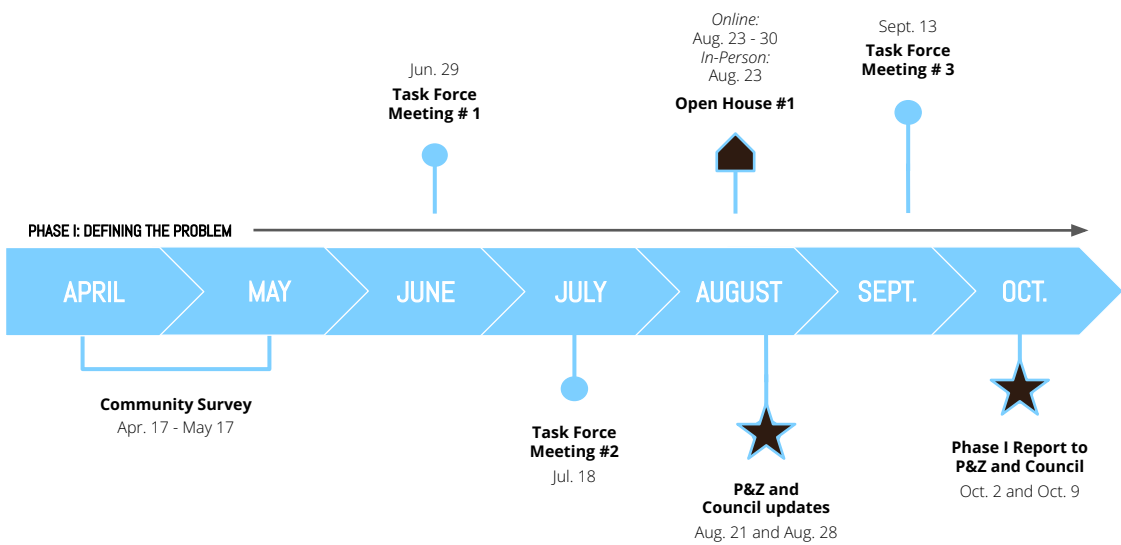 Online:
Aug. 23 - 30
In-Person:
Aug. 23
Open House #1
Sept. 13
Task Force
Meeting # 3
Jun. 29
Task Force
Meeting # 1
PHASE I: DEFINING THE PROBLEM
APRIL
MAY
JUNE
JULY
AUGUST
SEPT.
OCT.
Community Survey
Apr. 17 - May 17
Task Force
Meeting #2
Jul. 18
P&Z and
Council updates
Aug. 21 and Aug. 28
Phase I Report to
P&Z and Council
Oct. 2 and Oct. 9